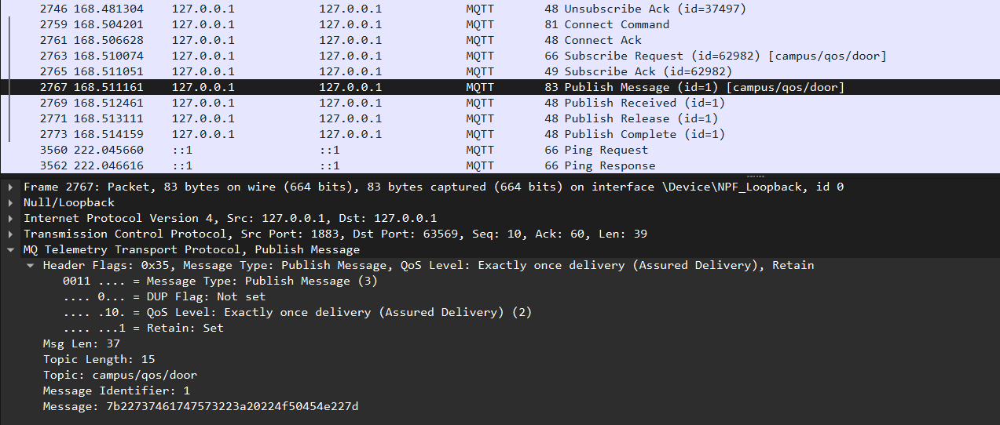 2746 168.481304 127.0.0.1 127.0.0.1 MQTT 48 Unsubscribe Ack (id=37497)
2759 168.504201 127.0.0.1 127.0.0.1 MQTT 81 Connect Command
2761 168.506628 127.0.0.1 127.0.0.1 MQTT 48 Connect Ack
2763 168.510074 127.0.0.1 127.0.0.1 MQTT 66 Subscribe Request (id=62982) [campus/qos/door]
2765 168.511051 127.0.0.1 127.0.0.1 MQTT 49 Subscribe Ack (id=62982)
2767 168.511161 127.0.0.1 127.0.0.1 MQTT 83 Publish Message (id=1) [campus/qos/door]
2769 168.512461 127.0.0.1 127.0.0.1 MQTT 48 Publish Received (id=1)
2771 168.513111 127.0.0.1 127.0.0.1 MQTT 48 Publish Release (id=1)
2773 168.514159 127.0.0.1 127.0.0.1 MQTT 48 Publish Complete (id=1)
3560 222.045660 ::1 ::1 MQTT 66 Ping Request
3562 222.046616 ::1 ::1 MQTT 66 Ping Response
Frame 2767: Packet, 83 bytes on wire (664 bits), 83 bytes captured (664 bits) on interface \Device\NPF_Loopback, id 0
Null/Loopback
Internet Protocol Version 4, Src: 127.0.0.1, Dst: 127.0.0.1
Transmission Control Protocol, Src Port: 1883, Dst Port: 63569, Seq: 10, Ack: 60, Len: 39
MQ Telemetry Transport Protocol, Publish Message
Header Flags: 0x35, Message Type: Publish Message, QoS Level: Exactly once delivery (Assured Delivery), Retain
0011 .... = Message Type: Publish Message (3)
.... 0... = DUP Flag: Not set
.... .10. = QoS Level: Exactly once delivery (Assured Delivery) (2)
.... ...1 = Retain: Set
Msg Len: 37
Topic Length: 15
Topic: campus/qos/door
Message Identifier: 1
Message: 7b22737461747573223a20224f50454e227d